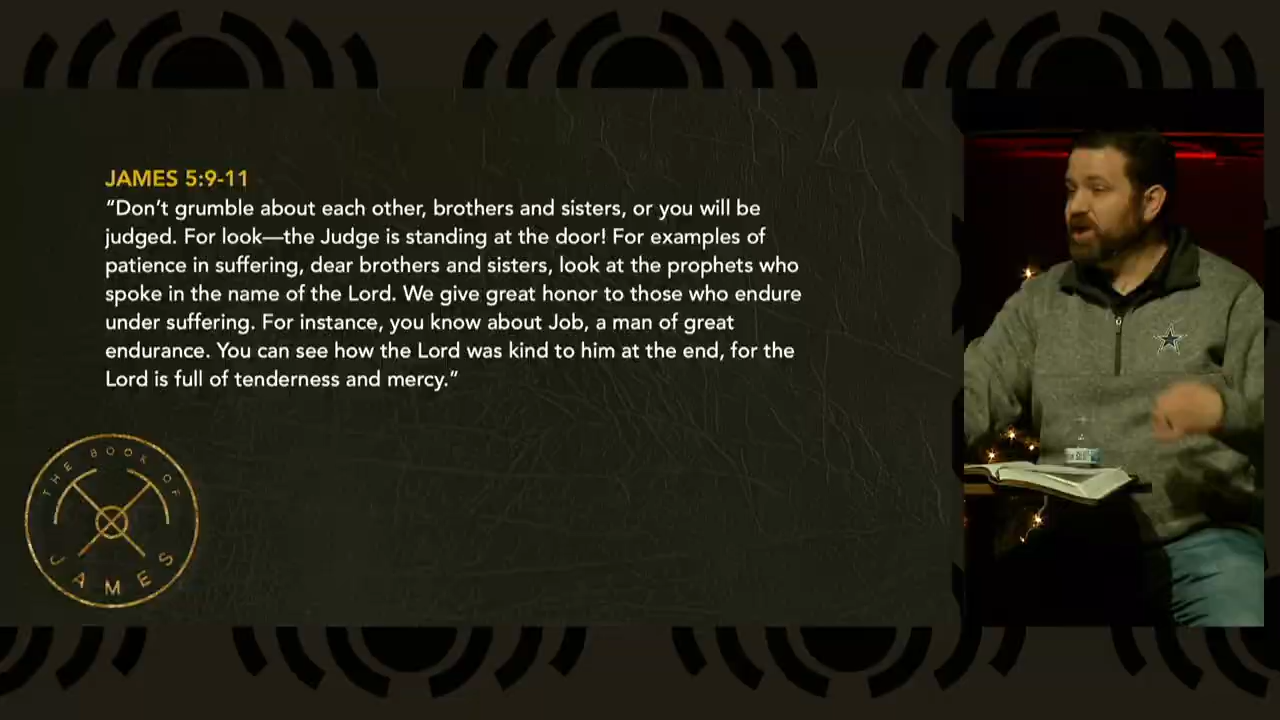 JAMES 5:9-11
“Don’t grumble about each other, brothers and sisters, or you will be
judged. For look—the Judge is standing at the door! For examples of
patience in suffering, dear brothers and sisters, look at the prophets who
spoke in the name of the Lord. We give great honor to those who endure
under suffering. For instance, you know about Job, a man of great
endurance. You can see how the Lord was kind to him at the end, for the
Lord is full of tenderness and mercy.”
THE BOOK OF
JAMES